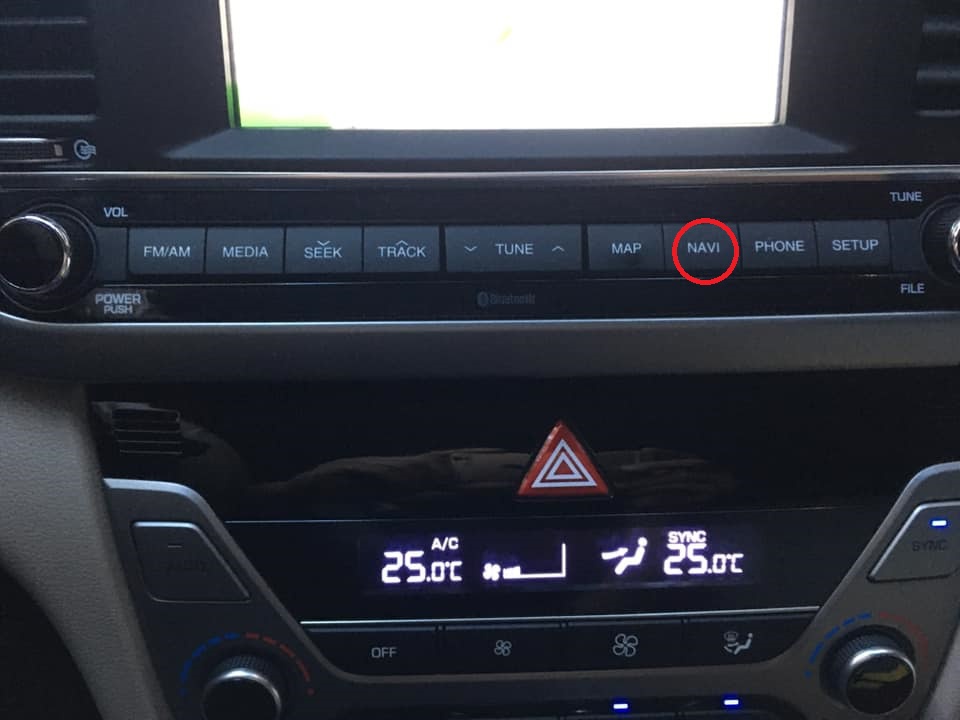 VOL
TUNE
FM/AM MEDIA SEEK TRACK TUNE MAP NAVI PHONE SETUP
POWER
PUSH
Bluetooth
FILE
A/C SYNC
25.0°C 25.0°C
SYNC
OFF